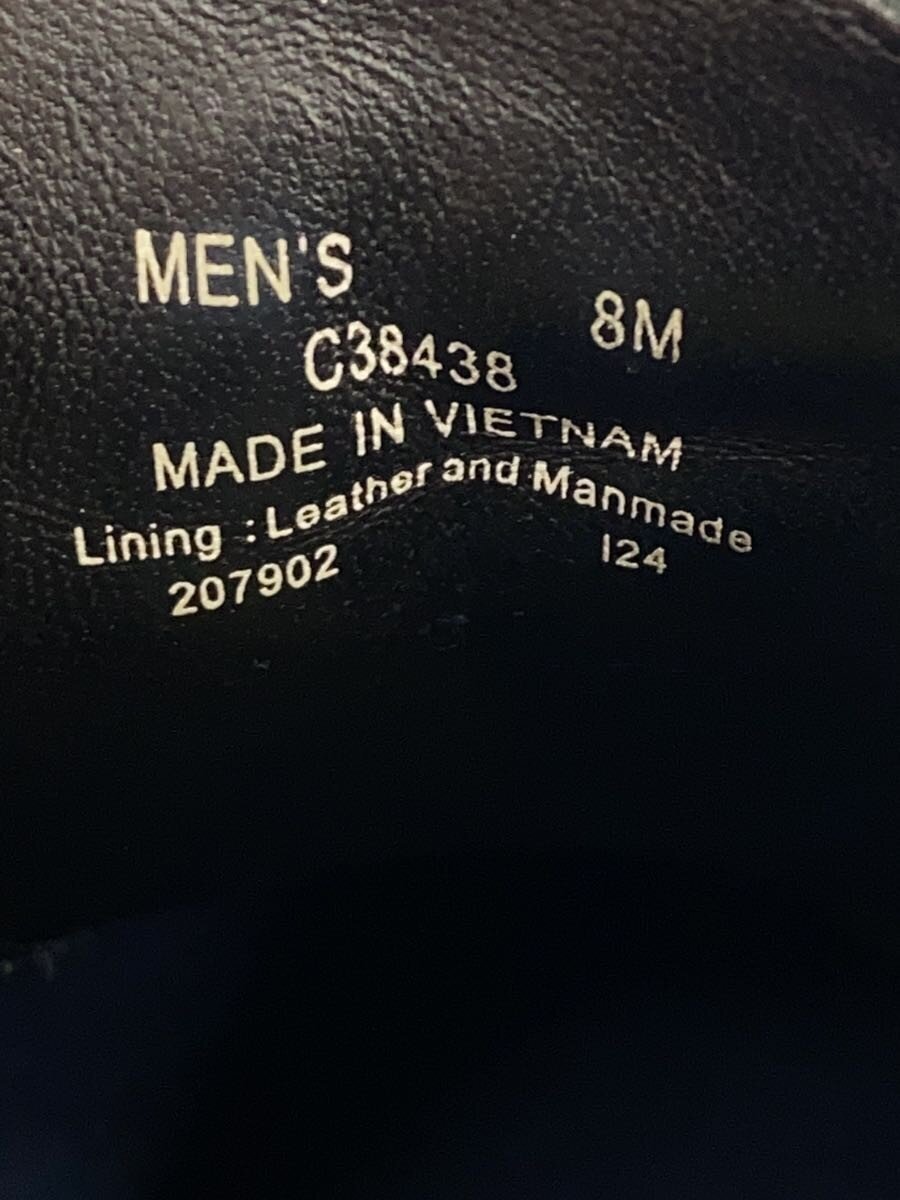 MEN'S
8M
C38438
MADE IN VIETNAM
Lining : Leather and Manmade
207902 I24